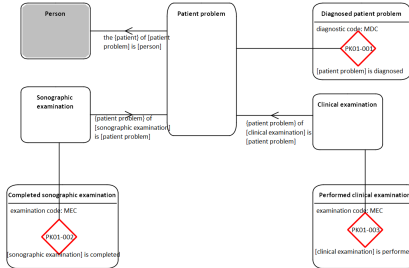 Person
Patient problem
Diagnosed patient problem
diagnostic code: MDC
PK01-001
the [patient] of [patient
problem] is [person]
[patient problem] is diagnosed
Sonographic
examination
Clinical examination
[patient problem] of
[sonographic examination]
is [patient problem]
[patient problem] of
[clinical examination] is
[patient problem]
Completed sonographic examination
examination code: MEC
PK01-002
[sonographic examination] is completed
Performed clinical examination
examination code: MEC
PK01-003
[clinical examination] is performe